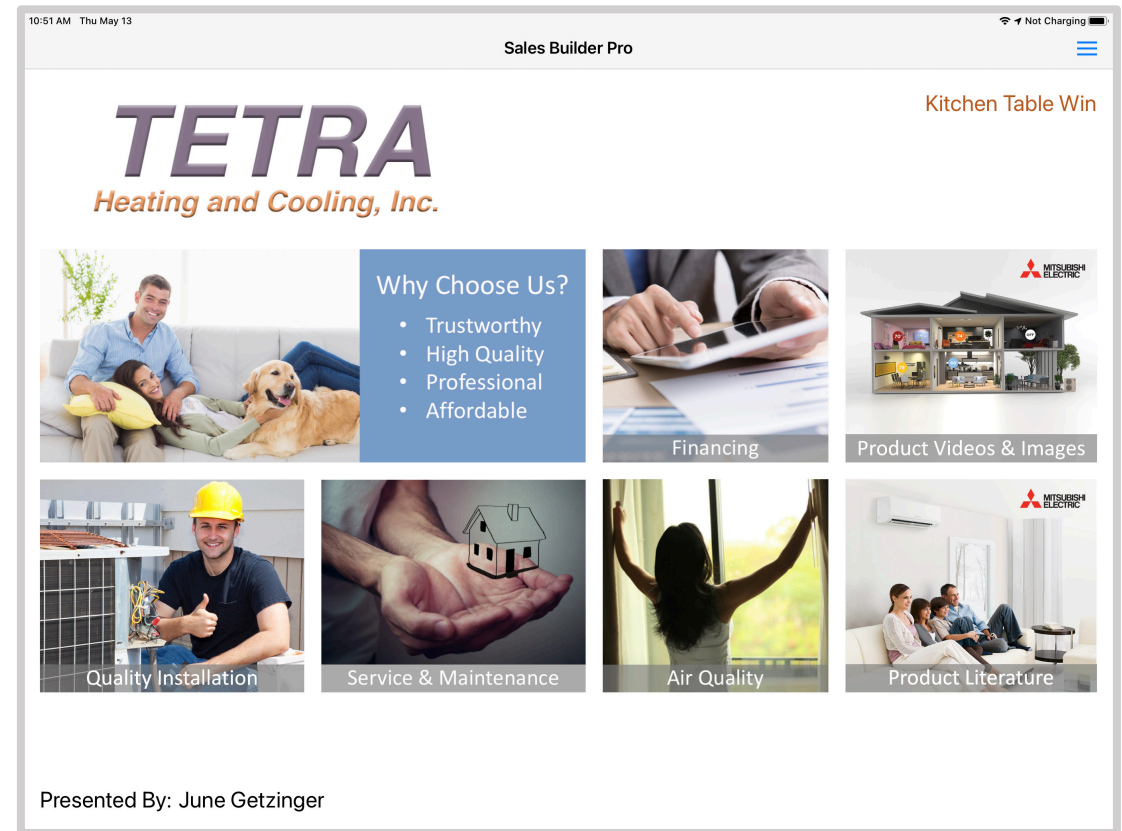 10:51 AM Thu May 13
Not Charging
Sales Builder Pro
Kitchen Table Win
TETRA
Heating and Cooling, Inc.
Why Choose Us?
• Trustworthy
• High Quality
• Professional
• Affordable
Financing
MITSUBISHI
ELECTRIC
Product Videos & Images
Quality Installation
Service & Maintenance
Air Quality
MITSUBISHI
ELECTRIC
Product Literature
Presented By: June Getzinger